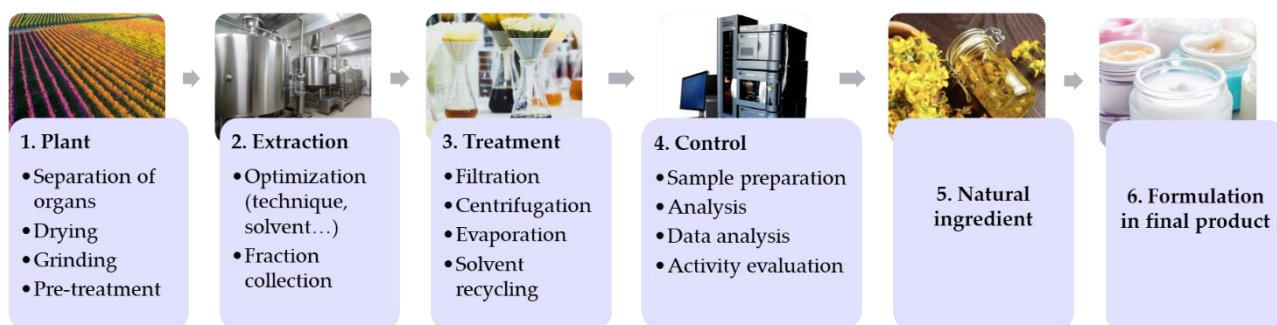 1. Plant
• Separation of
organs
• Drying
• Grinding
• Pre-treatment
2. Extraction
• Optimization
(technique,
solvent...)
• Fraction
collection
3. Treatment
• Filtration
• Centrifugation
• Evaporation
• Solvent
recycling
4. Control
• Sample preparation
• Analysis
• Data analysis
• Activity evaluation
5. Natural
ingredient
6. Formulation
in final product